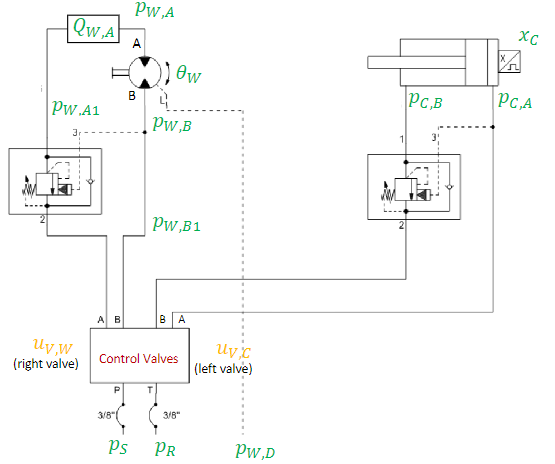 p_{W,A}
Q_{W,A}
x_C
A
θ_W
X
B
p_{W,A1}
p_{C,B}
p_{C,A}
p_{W,B}
3
1
3
2
p_{W,B1}
2
A B
B A
u_{V,W}
(right valve)
Control Valves
u_{V,C}
(left valve)
P
T
3/8"
3/8"
p_S
p_R
p_{W,D}